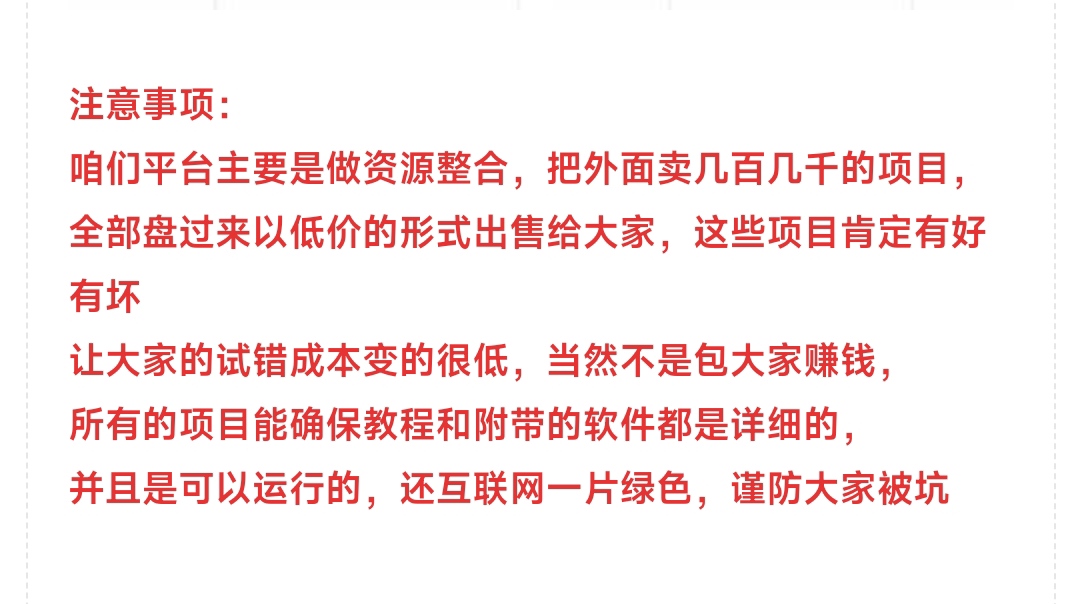 注意事项：
咱们平台主要是做资源整合，把外面卖几百几千的项目，
全部盘过来以低价的形式出售给大家，这些项目肯定有好
有坏
让大家的试错成本变的很低，当然不是包大家赚钱，
所有的项目能确保教程和附带的软件都是详细的，
并且是可以运行的，还互联网一片绿色，谨防大家被坑